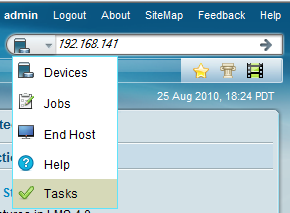 admin Logout About SiteMap Feedback Help
192.168.141
Devices
Jobs
End Host
Help
Tasks
25 Aug 2010, 18:24 PDT